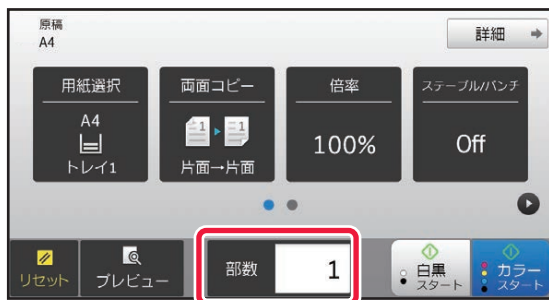 原稿
A4
詳細
用紙選択
A4
トレイ1
両面コピー
1
1
片面→片面
倍率
100%
ステープル/パンチ
Off
リセット
プレビュー
部数
1
白黒
スタート
カラー
スタート